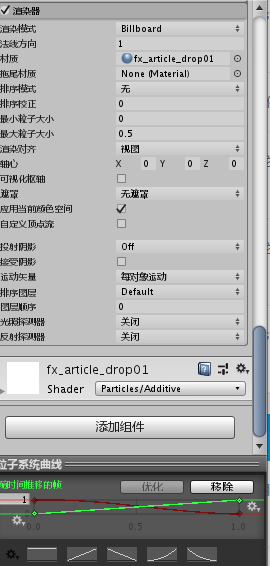 渲染器
渲染模式 Billboard
法线方向 1
材质 fx_article_drop01
拖尾材质 None (Material)
排序模式 无
排序校正 0
最小粒子大小 0
最大粒子大小 0.5
渲染对齐 视图
轴心 X 0 Y 0 Z 0
可视化枢轴
遮罩 无遮罩
应用当前颜色空间
自定义顶点流
投射阴影 Off
接受阴影
运动矢量 每对象运动
排序图层 Default
图层顺序 0
光照探测器 关闭
反射探测器 关闭
fx_article_drop01
Shader Particles/Additive
添加组件
粒子系统曲线
随时间推移的帧 优化 移除
1
0.0 0.5 1.0